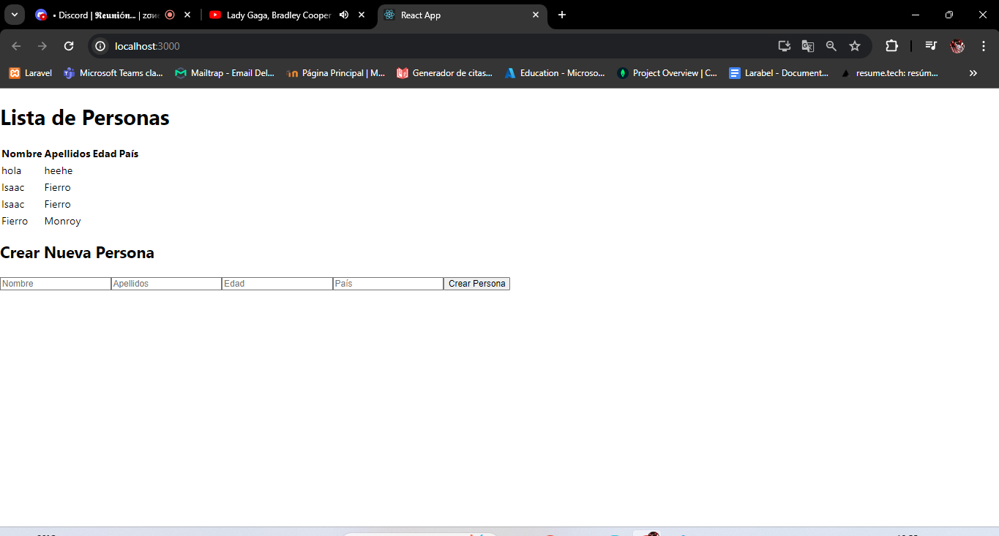 • Discord | 𝕽𝖊𝖚𝖓𝖎ó𝖓... | zone
Lady Gaga, Bradley Cooper
React App
localhost:3000
Laravel
Microsoft Teams cla...
Mailtrap - Email Del...
Página Principal | M...
Generador de citas...
Education - Microso...
Project Overview | C...
Larabel - Document...
resume.tech: resúm...
Lista de Personas
Nombre Apellidos Edad País
hola heehe
Isaac Fierro
Isaac Fierro
Fierro Monroy
Crear Nueva Persona
Nombre Apellidos Edad País Crear Persona